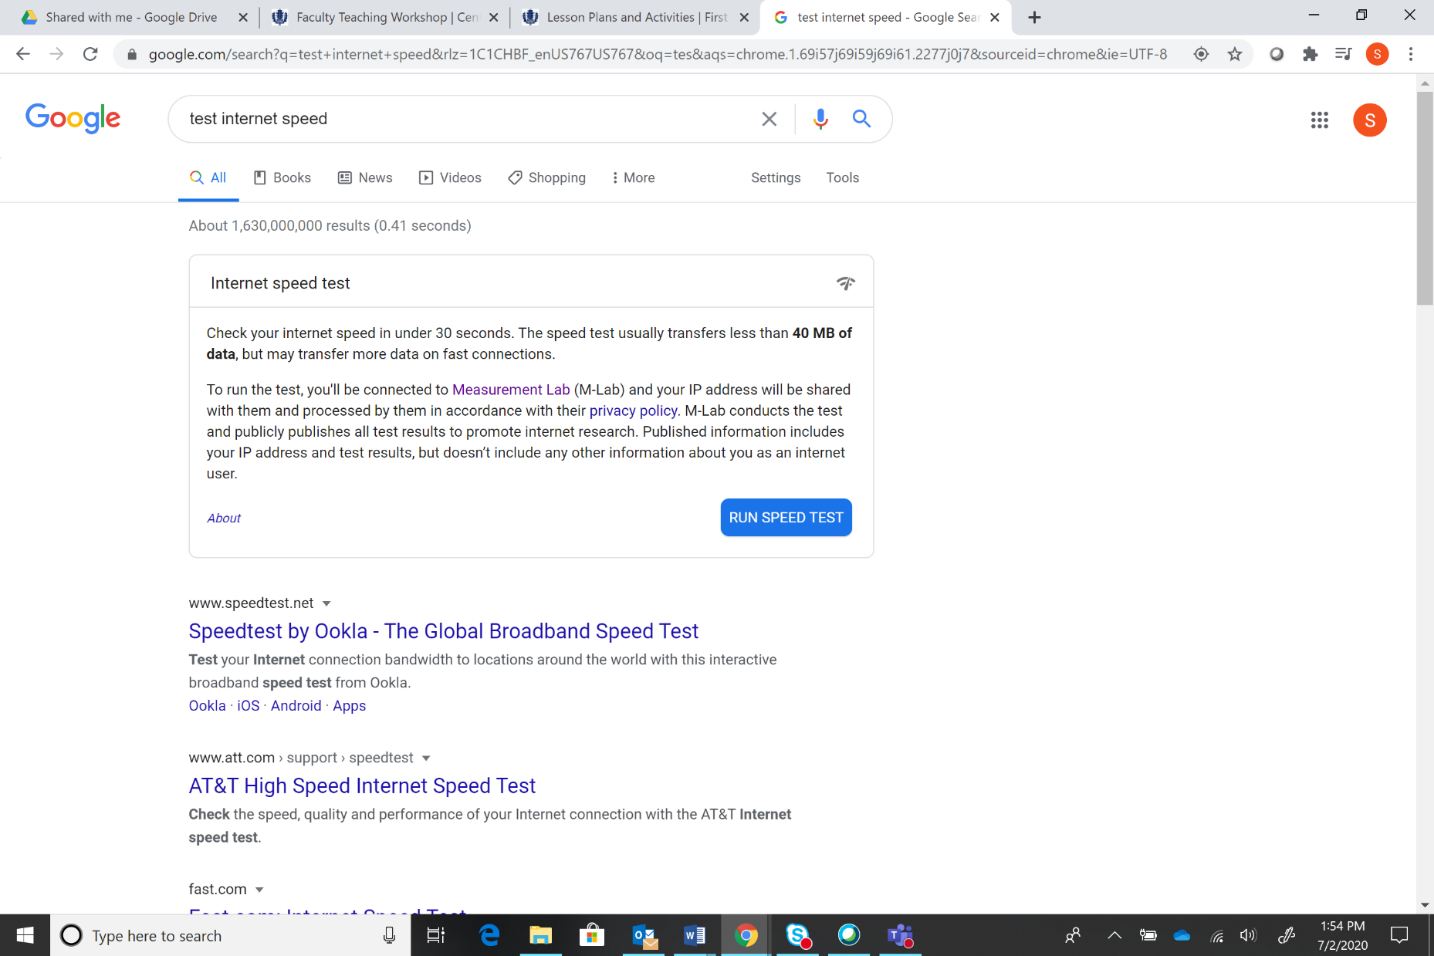 Shared with me - Google Drive
Faculty Teaching Workshop | Cen
Lesson Plans and Activities | First
test internet speed - Google Sear
google.com/search?q=test+internet+speed&rlz=1C1CHBF_enUS767US767&oq=tes&aqs=chrome.1.69i57j69i59j69i61.2277j0j7&sourceid=chrome&ie=UTF-8
S
Google
test internet speed
S
All
Books
News
Videos
Shopping
More
Settings
Tools
About 1,630,000,000 results (0.41 seconds)
Internet speed test
Check your internet speed in under 30 seconds. The speed test usually transfers less than 40 MB of
data, but may transfer more data on fast connections.
To run the test, you'll be connected to Measurement Lab (M-Lab) and your IP address will be shared
with them and processed by them in accordance with their privacy policy. M-Lab conducts the test
and publicly publishes all test results to promote internet research. Published information includes
your IP address and test results, but doesn’t include any other information about you as an internet
user.
About
RUN SPEED TEST
www.speedtest.net
Speedtest by Ookla - The Global Broadband Speed Test
Test your Internet connection bandwidth to locations around the world with this interactive
broadband speed test from Ookla.
Ookla · iOS · Android · Apps
www.att.com › support › speedtest
AT&T High Speed Internet Speed Test
Check the speed, quality and performance of your Internet connection with the AT&T Internet
speed test.
fast.com
Fast.com: Internet Speed Test
Type here to search
1:54 PM
7/2/2020